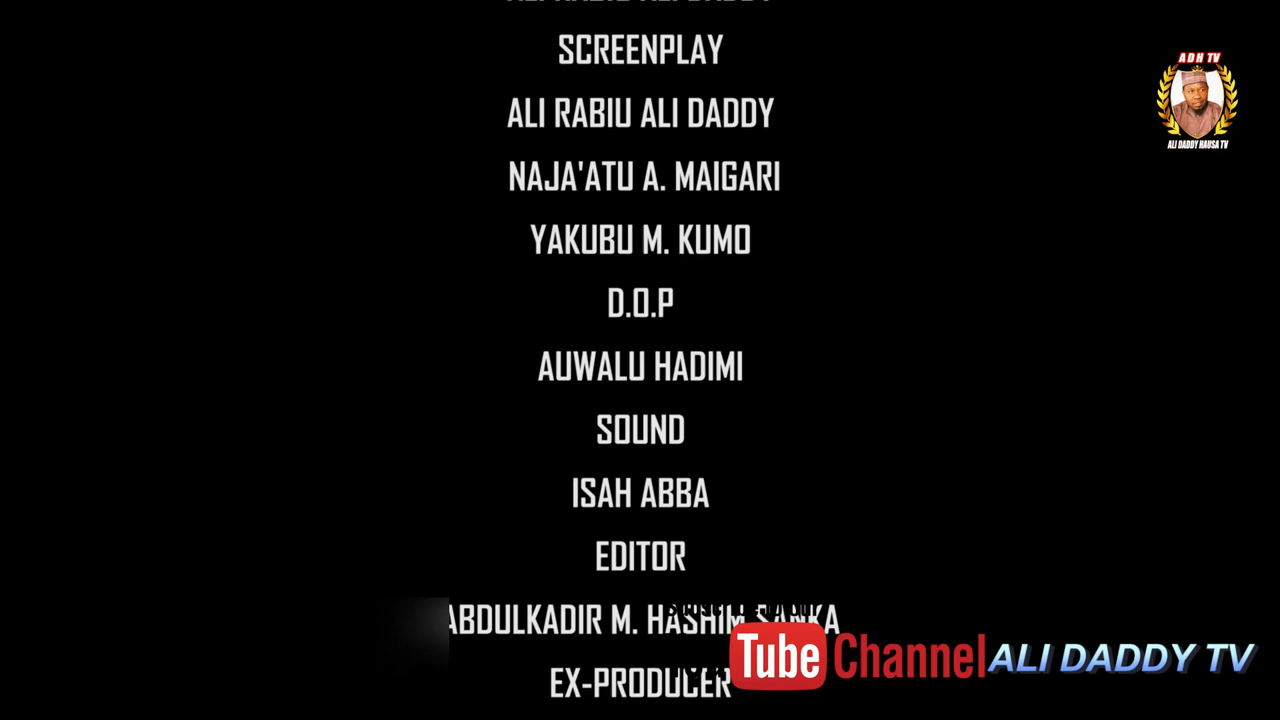 SCREENPLAY
ALI RABIU ALI DADDY
NAJA'ATU A. MAIGARI
YAKUBU M. KUMO
D.O.P
AUWALU HADIMI
SOUND
ISAH ABBA
EDITOR
ABDULKADIR M. HASHIM SANKA
EX-PRODUCER
ADH TV
ALI DADDY HAUSA TV
Tube Channel ALI DADDY TV